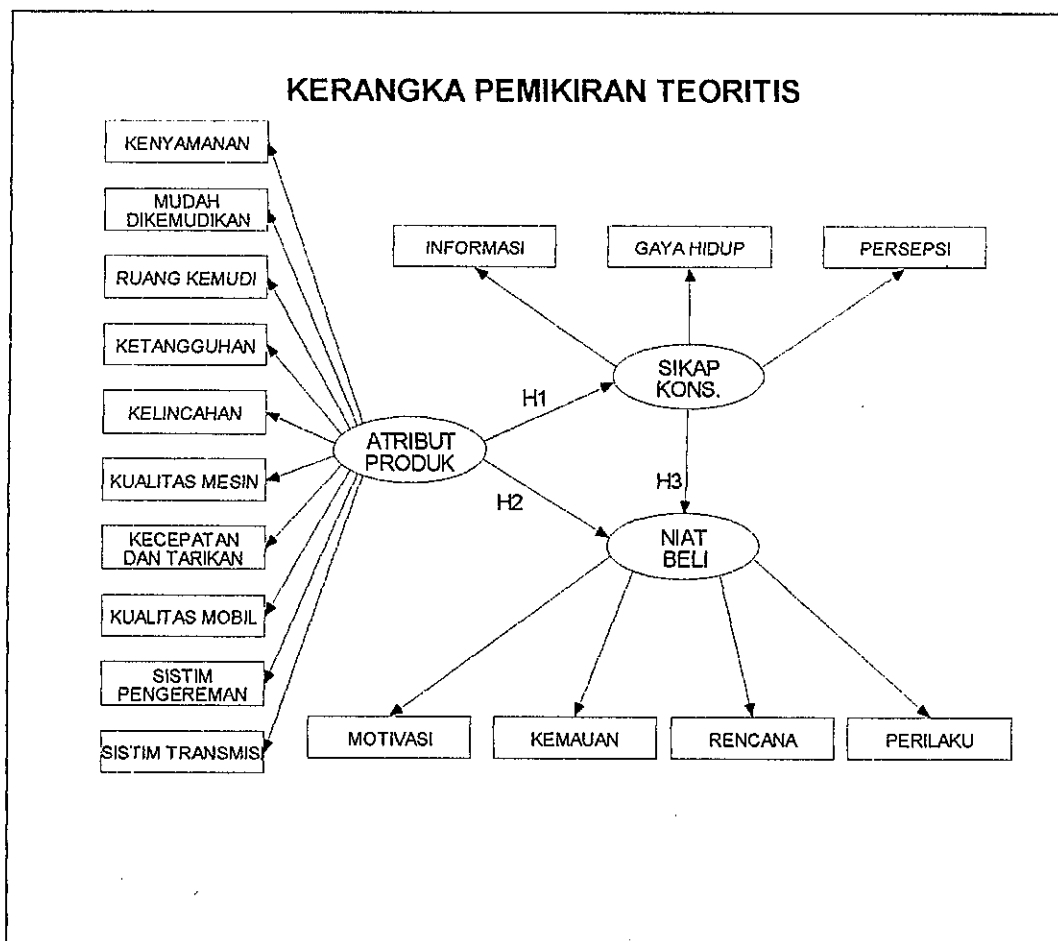 KERANGKA PEMIKIRAN TEORITIS
KENYAMANAN
MUDAH
DIKEMUDIKAN
RUANG KEMUDI
KETANGGUHAN
KELINCAHAN
KUALITAS MESIN
KECEPATAN
DAN TARIKAN
KUALITAS MOBIL
SISTIM
PENGEREMAN
SISTIM TRANSMISI
ATRIBUT
PRODUK
H1
H2
INFORMASI
GAYA HIDUP
PERSEPSI
SIKAP
KONS.
H3
NIAT
BELI
MOTIVASI
KEMAUAN
RENCANA
PERILAKU